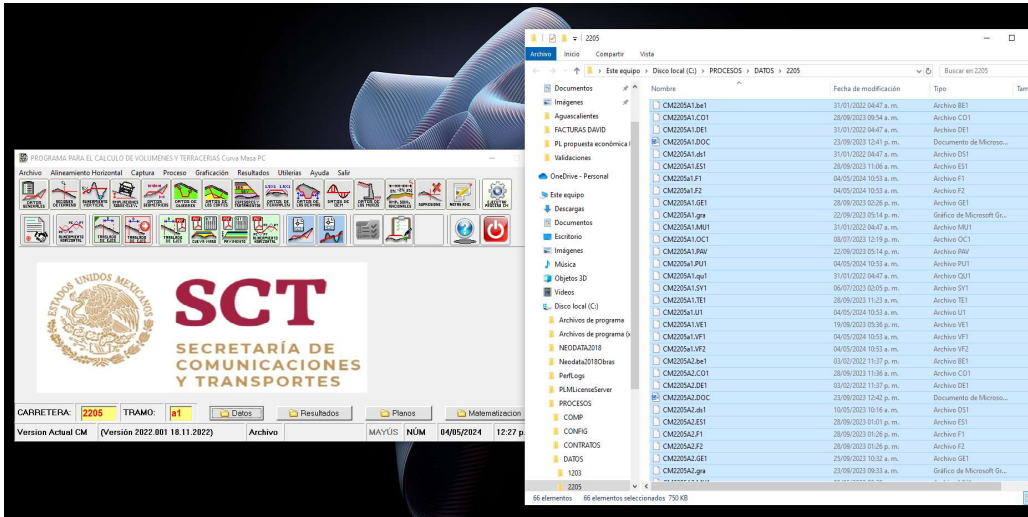 PROGRAMA PARA EL CALCULO DE VOLUMENES Y TERRACERIAS Curva Masa PC
Archivo Alineamiento Horizontal Captura Proceso Graficación Resultados Utilerias Ayuda Salir
DATOS GENERALES
SECCIONES DE TERRENO
ALINEAMIENTO VERTICAL
ESTADOS UNIDOS MEXICANOS
SCT
SECRETARÍA DE
COMUNICACIONES
Y TRANSPORTES
CARRETERA: 2205 TRAMO: a1 Datos Resultados Planos Matematizacion
Version Actual CM (Versión 2022.001 18.11.2022) Archivo MAYÚS NÚM 04/05/2024 12:27 p.
2205
Archivo Inicio Compartir Vista
Este equipo > Disco local (C:) > PROCESOS > DATOS > 2205
Buscar en 2205
Documentos
Imágenes
Aguascalientes
FACTURAS DAVID
PL propuesta económica
Validaciones
OneDrive - Personal
Este equipo
Descargas
Documentos
Escritorio
Imágenes
Música
Objetos 3D
Vídeos
Disco local (C:)
Archivos de programa
Archivos de programa (x
NEODATA2018
Neodata2018Obras
PerfLogs
PLMLicenseServer
PROCESOS
COMP
CONFIG
CONTRATOS
DATOS
1203
2205
Nombre Fecha de modificación Tipo Tam
CM2205A1.be1 31/01/2022 04:47 a. m. Archivo BE1
CM2205A1.CO1 28/09/2023 09:54 a. m. Archivo CO1
CM2205A1.DE1 31/01/2022 04:47 a. m. Archivo DE1
CM2205A1.DOC 23/09/2023 12:41 p. m. Documento de Microso...
CM2205A1.ds1 31/01/2022 04:47 a. m. Archivo DS1
CM2205A1.ES1 28/09/2023 11:06 a. m. Archivo ES1
CM2205a1.F1 04/05/2024 10:53 a. m. Archivo F1
CM2205a1.F2 04/05/2024 10:53 a. m. Archivo F2
CM2205A1.GE1 28/09/2023 02:26 p. m. Archivo GE1
CM2205A1.gra 22/09/2023 05:14 p. m. Gráfico de Microsoft Gr...
CM2205A1.MU1 31/01/2022 04:47 a. m. Archivo MU1
CM2205A1.OC1 08/07/2023 12:19 p. m. Archivo OC1
CM2205A1.PAV 22/09/2023 05:14 p. m. Archivo PAV
CM2205a1.PU1 04/05/2024 10:53 a. m. Archivo PU1
CM2205A1.qu1 31/01/2022 04:47 a. m. Archivo QU1
CM2205A1.SY1 06/07/2023 02:05 p. m. Archivo SY1
CM2205A1.TE1 28/09/2023 11:23 a. m. Archivo TE1
CM2205a1.U1 04/05/2024 10:53 a. m. Archivo U1
CM2205A1.VE1 19/09/2023 05:36 p. m. Archivo VE1
CM2205a1.VF1 04/05/2024 10:53 a. m. Archivo VF1
CM2205a1.VF2 04/05/2024 10:53 a. m. Archivo VF2
CM2205A2.be1 03/02/2022 11:37 p. m. Archivo BE1
CM2205A2.CO1 28/09/2023 11:36 a. m. Archivo CO1
CM2205A2.DE1 03/02/2022 11:37 p. m. Archivo DE1
CM2205A2.DOC 23/09/2023 12:42 p. m. Documento de Microso...
CM2205A2.ds1 10/05/2023 10:16 a. m. Archivo DS1
CM2205A2.ES1 28/09/2023 01:01 p. m. Archivo ES1
CM2205A2.F1 28/09/2023 01:26 p. m. Archivo F1
CM2205A2.F2 28/09/2023 01:26 p. m. Archivo F2
CM2205A2.GE1 25/09/2023 10:32 a. m. Archivo GE1
CM2205A2.gra 23/09/2023 09:33 a. m. Gráfico de Microsoft Gr...
66 elementos 66 elementos seleccionados 750 KB